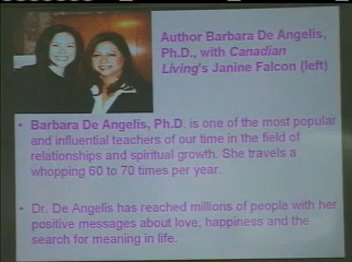 Author Barbara De Angelis,
Ph.D., with Canadian
Living's Janine Falcon (left)
• Barbara De Angelis, Ph.D. is one of the most popular
and influential teachers of our time in the field of
relationships and spiritual growth. She travels a
whopping 60 to 70 times per year.
• Dr. De Angelis has reached millions of people with her
positive messages about love, happiness and the
search for meaning in life.